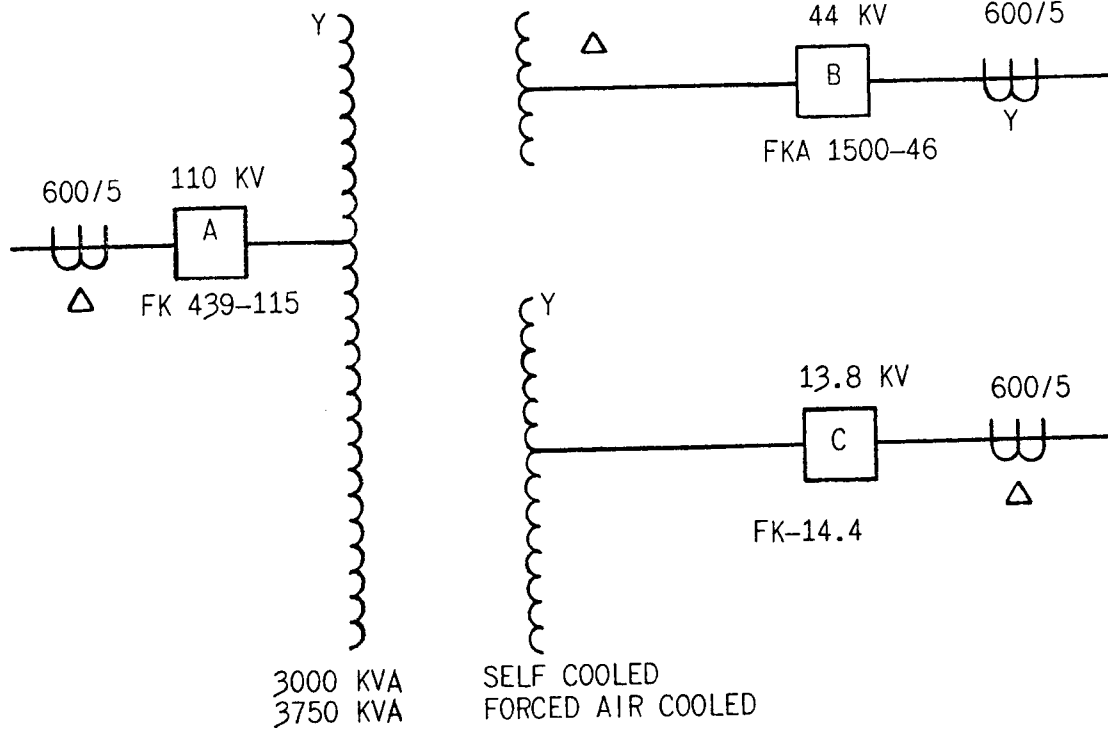 Y
44 KV
600/5
△
B
Y
FKA 1500-46
600/5
110 KV
A
△
FK 439-115
Y
13.8 KV
600/5
C
△
FK-14.4
3000 KVA SELF COOLED
3750 KVA FORCED AIR COOLED